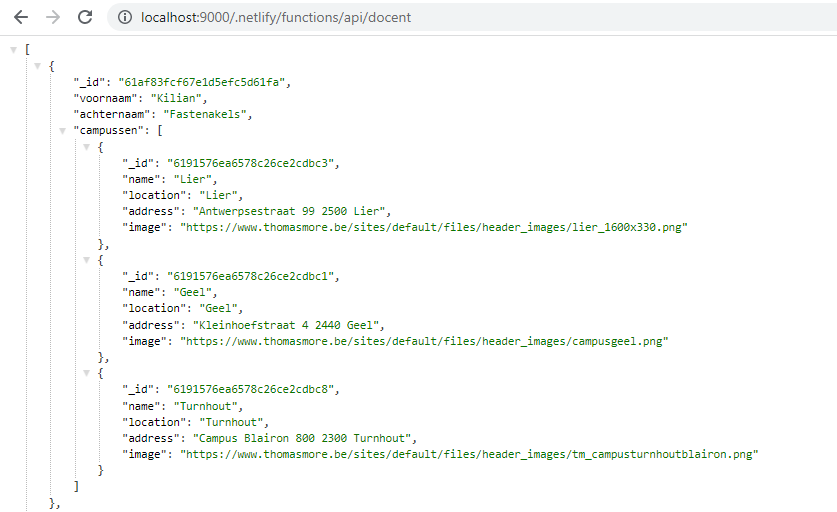 localhost:9000/.netlify/functions/api/docent
[
{
"_id": "61af83fcf67e1d5efc5d61fa",
"voornaam": "Kilian",
"achternaam": "Fastenakels",
"campussen": [
{
"_id": "6191576ea6578c26ce2cdbc3",
"name": "Lier",
"location": "Lier",
"address": "Antwerpsestraat 99 2500 Lier",
"image": "https://www.thomasmore.be/sites/default/files/header_images/lier_1600x330.png"
},
{
"_id": "6191576ea6578c26ce2cdbc1",
"name": "Geel",
"location": "Geel",
"address": "Kleinhoefstraat 4 2440 Geel",
"image": "https://www.thomasmore.be/sites/default/files/header_images/campusgeel.png"
},
{
"_id": "6191576ea6578c26ce2cdbc8",
"name": "Turnhout",
"location": "Turnhout",
"address": "Campus Blairon 800 2300 Turnhout",
"image": "https://www.thomasmore.be/sites/default/files/header_images/tm_campusturnhoutblairon.png"
}
]
},